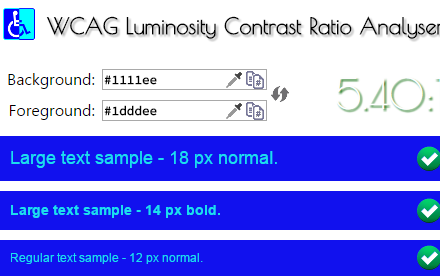 WCAG Luminosity Contrast Ratio Analyser
Background: #1111ee
Foreground: #1dddee
5.40:
Large text sample - 18 px normal.
Large text sample - 14 px bold.
Regular text sample - 12 px normal.